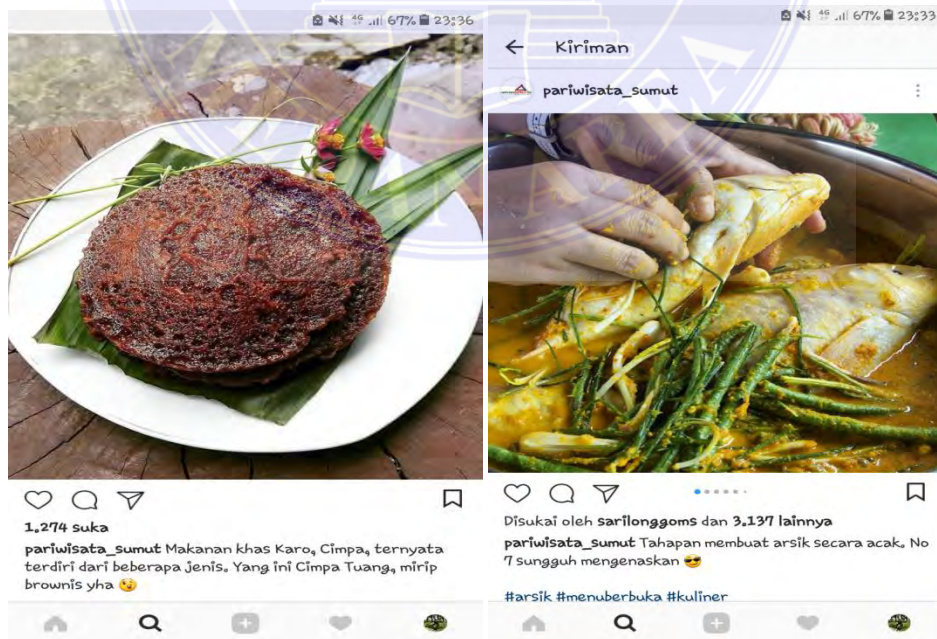 4G 67% 23:36
1.274 suka
pariwisata_sumut Makanan khas Karo, Cimpa, ternyata
terdiri dari beberapa jenis. Yang ini Cimpa Tuang, mirip
brownis yha 😜
4G 67% 23:33
Kiriman
pariwisata_sumut
Disukai oleh sarilonggoms dan 3.137 lainnya
pariwisata_sumut Tahapan membuat arsik secara acak. No
7 sungguh mengenaskan 😎
#arsik #menuberbuka #kuliner